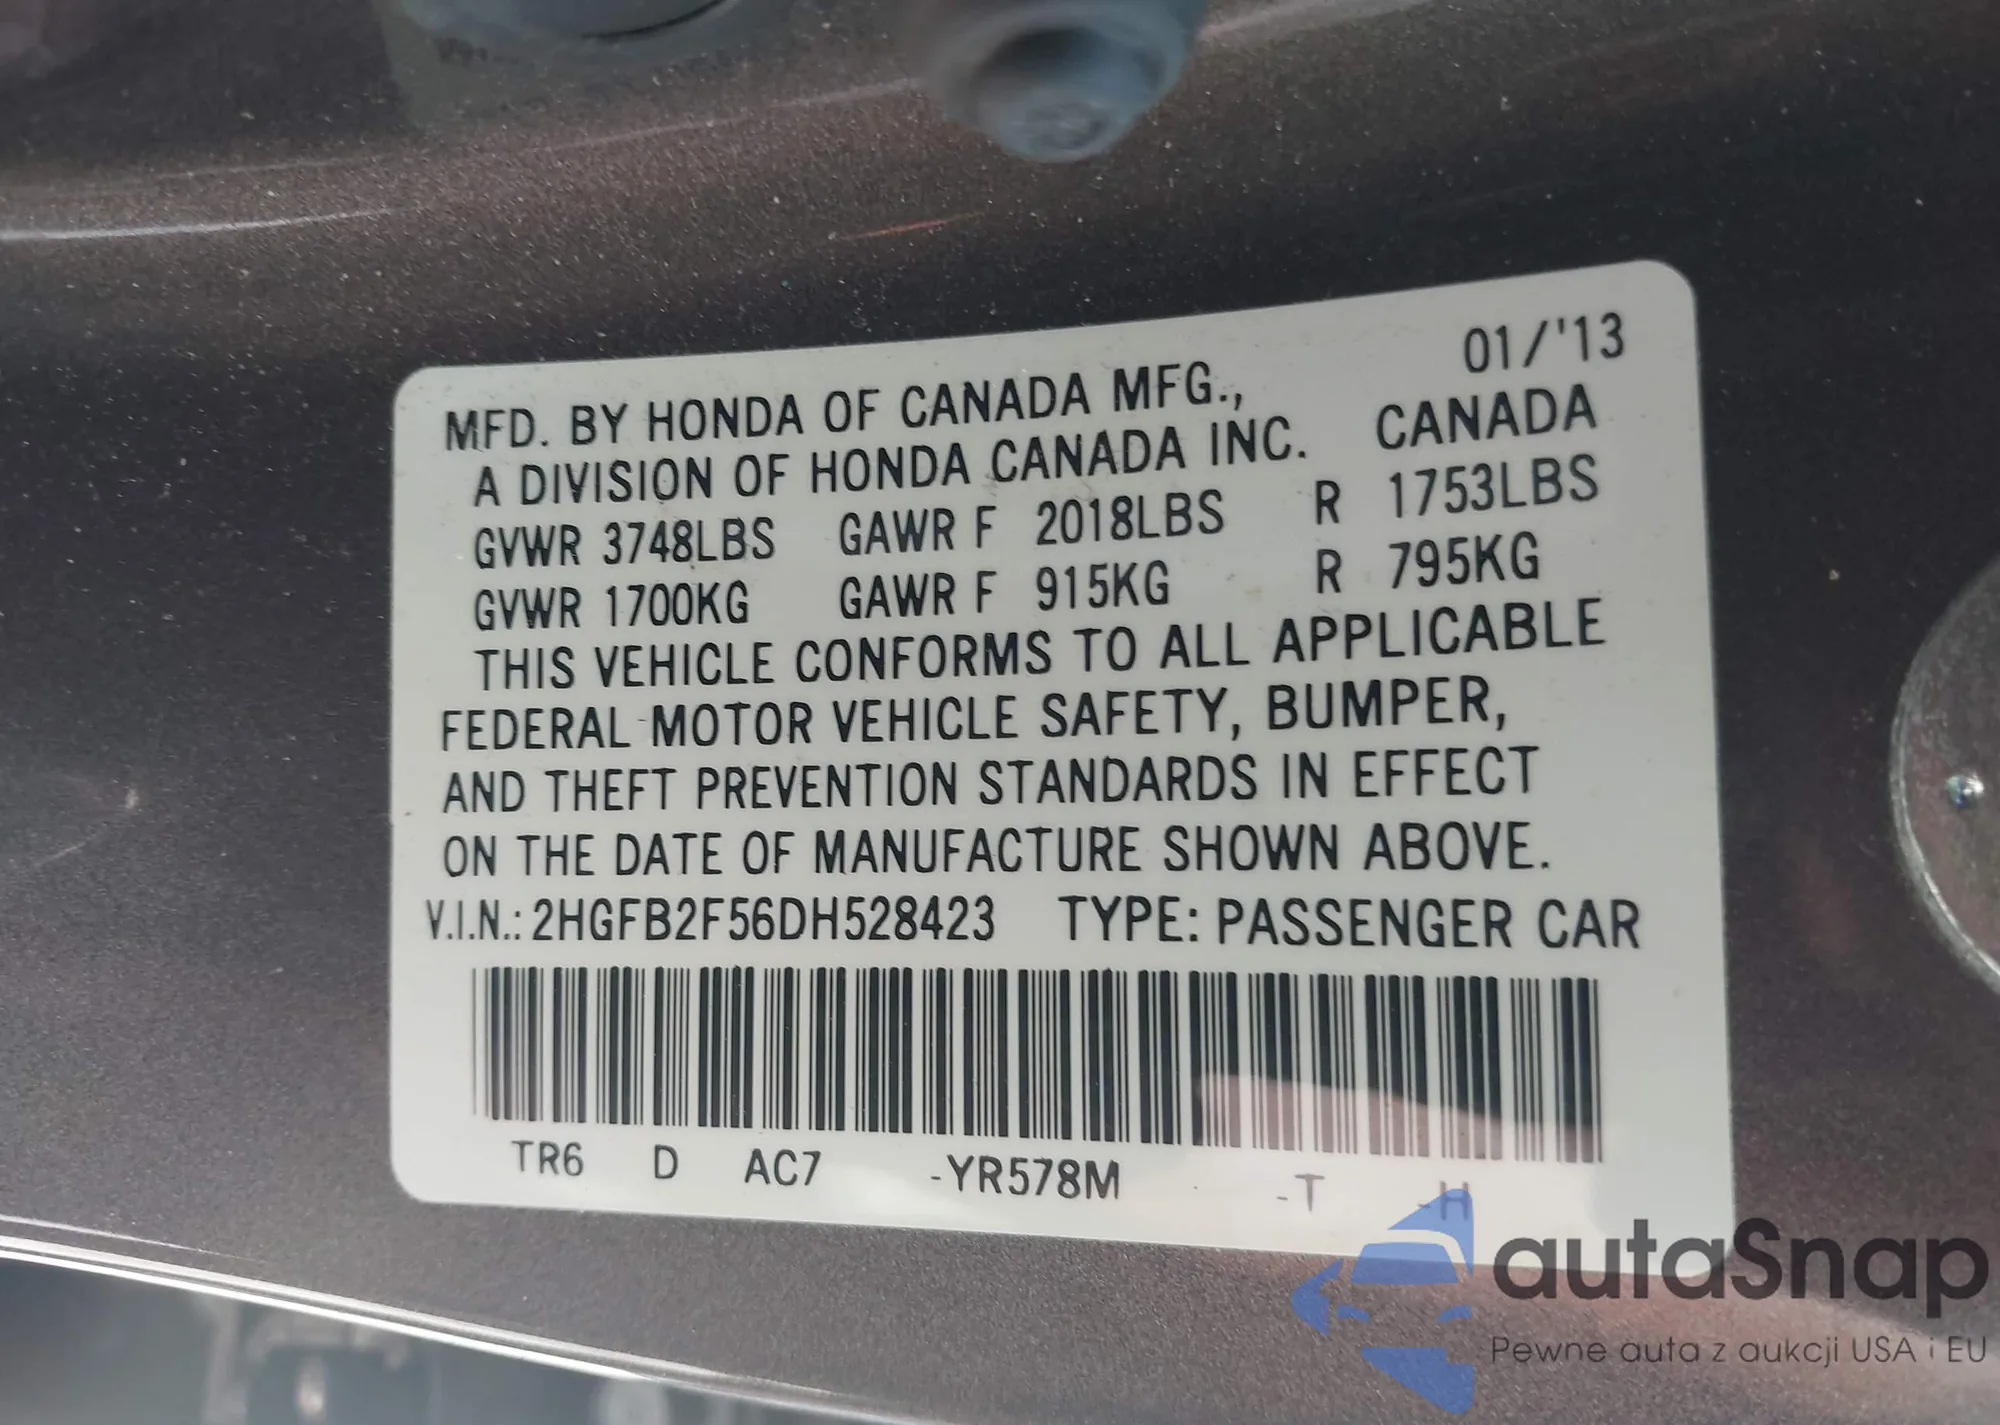 01/'13
MFD. BY HONDA OF CANADA MFG.,
A DIVISION OF HONDA CANADA INC. CANADA
GVWR 3748LBS GAWR F 2018LBS R 1753LBS
GVWR 1700KG GAWR F 915KG R 795KG
THIS VEHICLE CONFORMS TO ALL APPLICABLE
FEDERAL MOTOR VEHICLE SAFETY, BUMPER,
AND THEFT PREVENTION STANDARDS IN EFFECT
ON THE DATE OF MANUFACTURE SHOWN ABOVE.
V.I.N.: 2HGFB2F56DH528423 TYPE: PASSENGER CAR
TR6 D AC7 -YR578M -T -H
autaSnap
Pewne auta z aukcji USA i EU